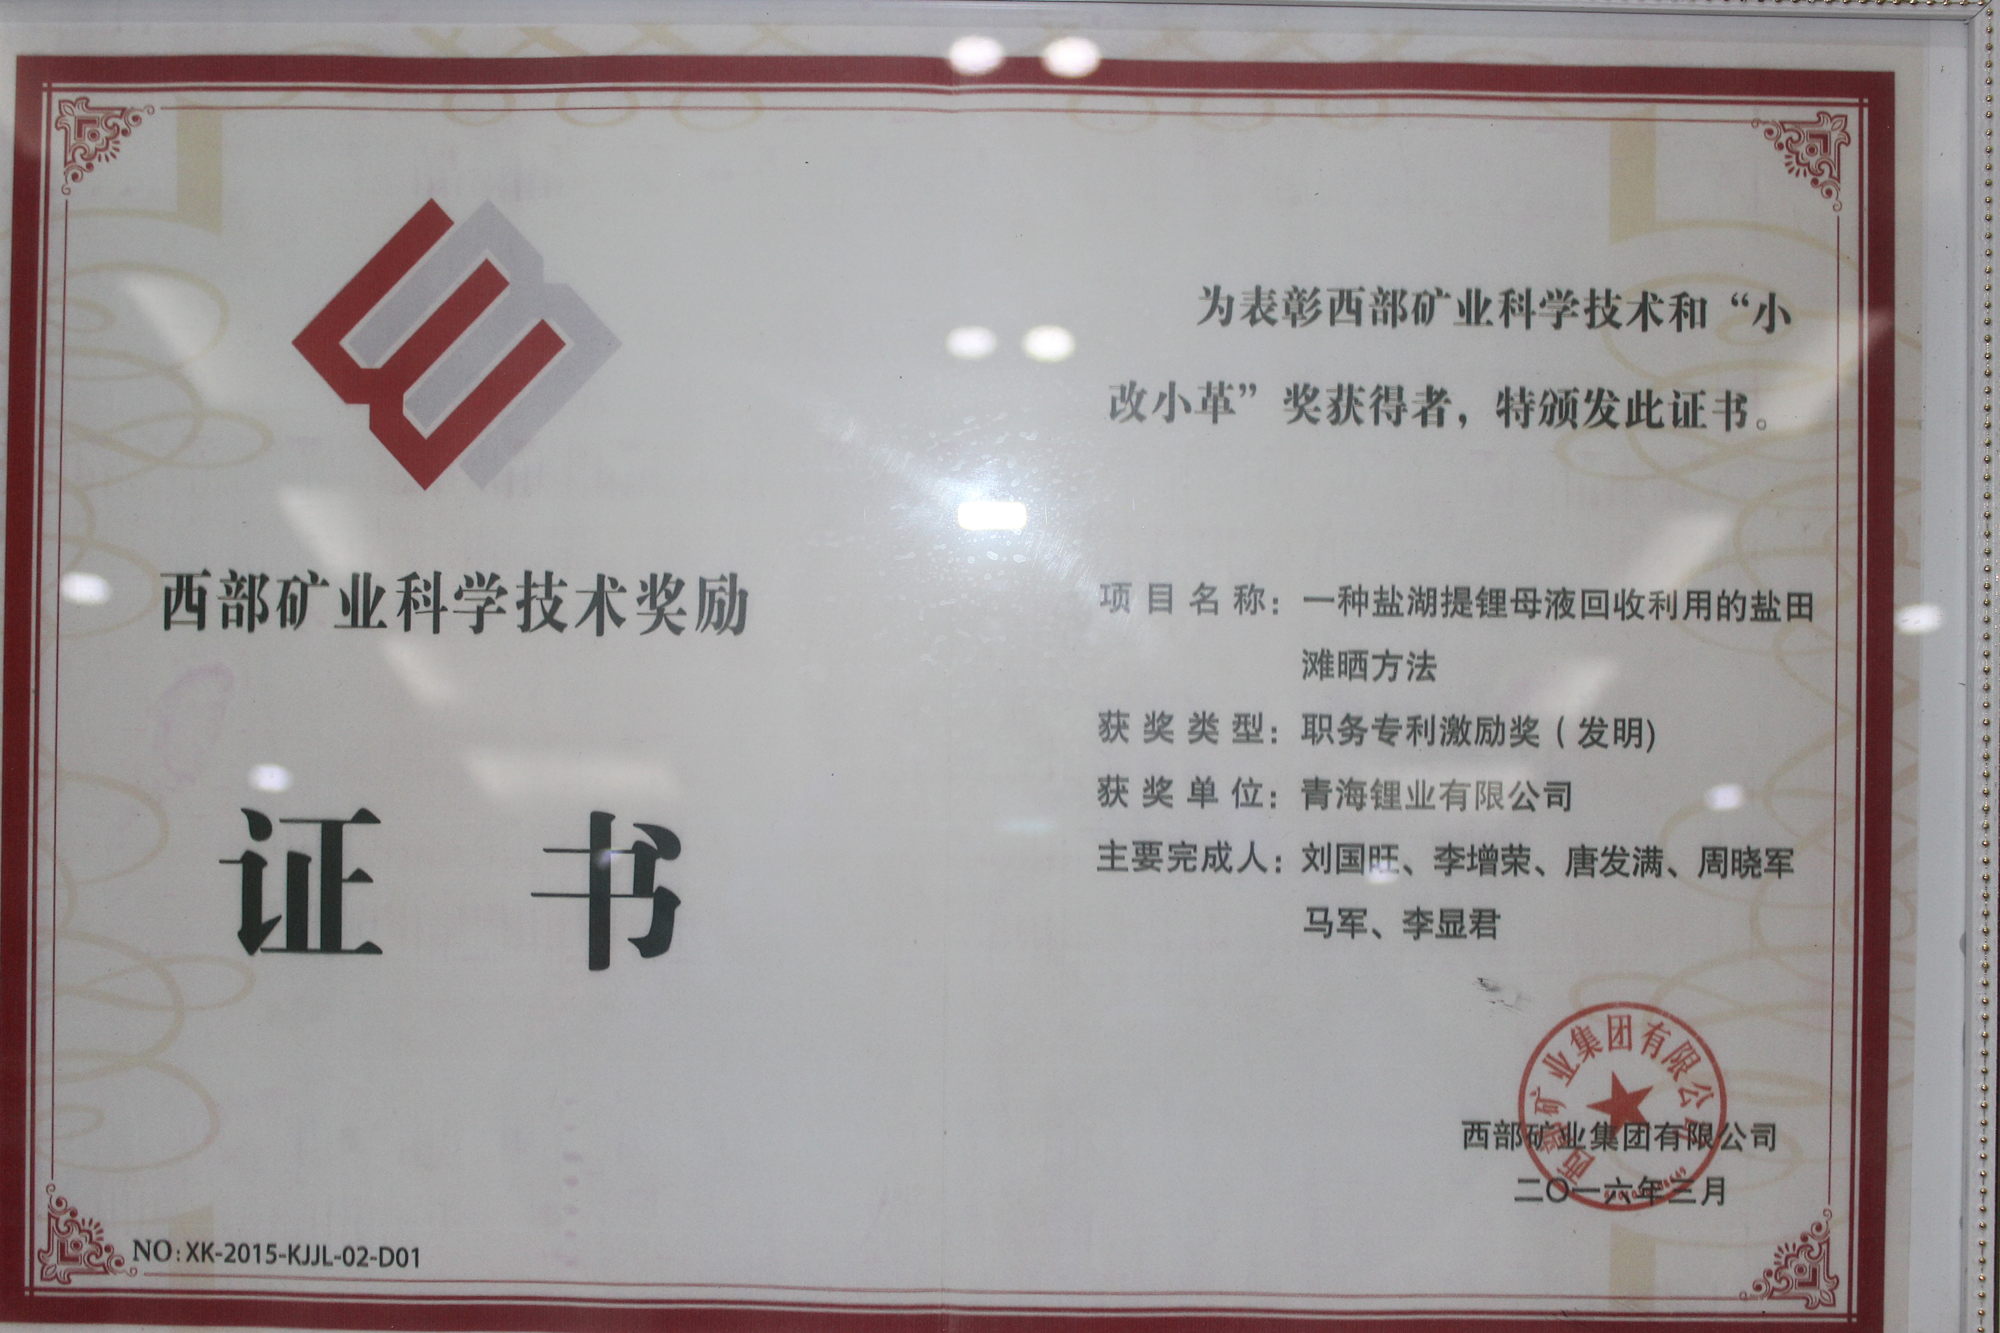 西部矿业科学技术奖励
证 书
NO:XK-2015-KJJL-02-D01
为表彰西部矿业科学技术和“小
改小革”奖获得者，特颁发此证书。
项目名称：一种盐湖提锂母液回收利用的盐田
滩晒方法
获奖类型：职务专利激励奖（发明)
获奖单位：青海锂业有限公司
主要完成人：刘国旺、李增荣、唐发满、周晓军
马军、李显君
西部矿业集团有限公司
二〇一六年三月
西部矿业集团有限公司